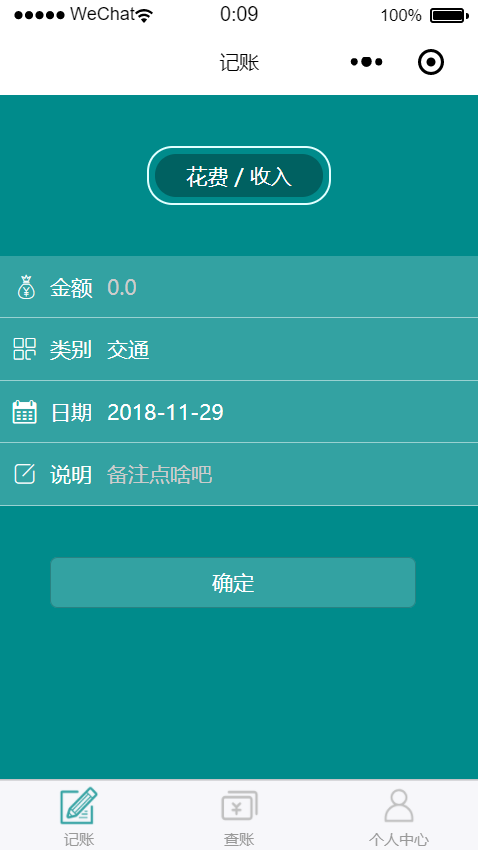 WeChat 0:09 100%
记账
花费 / 收入
金额 0.0
类别 交通
日期 2018-11-29
说明 备注点啥吧
确定
记账 查账 个人中心